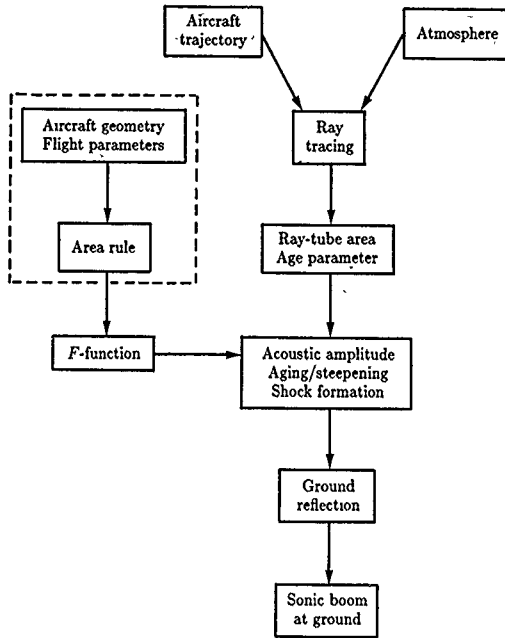 Aircraft
trajectory
Atmosphere
Aircraft geometry
Flight parameters
Ray
tracing
Area rule
Ray-tube area
Age parameter
F-function
Acoustic amplitude
Aging/steepening
Shock formation
Ground
reflection
Sonic boom
at ground